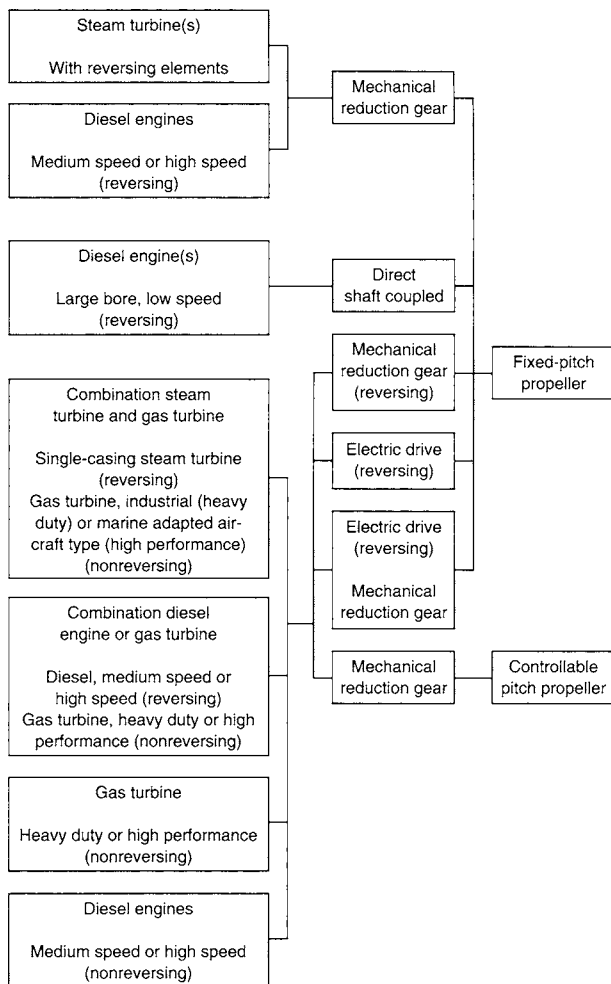 Steam turbine(s)
With reversing elements
Diesel engines
Medium speed or high speed
(reversing)
Mechanical
reduction gear
Diesel engine(s)
Large bore, low speed
(reversing)
Direct
shaft coupled
Mechanical
reduction gear
(reversing)
Fixed-pitch
propeller
Combination steam
turbine and gas turbine
Single-casing steam turbine
(reversing)
Gas turbine, industrial (heavy
duty) or marine adapted air-
craft type (high performance)
(nonreversing)
Electric drive
(reversing)
Electric drive
(reversing)
Mechanical
reduction gear
Combination diesel
engine or gas turbine
Diesel, medium speed or
high speed (reversing)
Gas turbine, heavy duty or high
performance (nonreversing)
Mechanical
reduction gear
Controllable
pitch propeller
Gas turbine
Heavy duty or high performance
(nonreversing)
Diesel engines
Medium speed or high speed
(nonreversing)